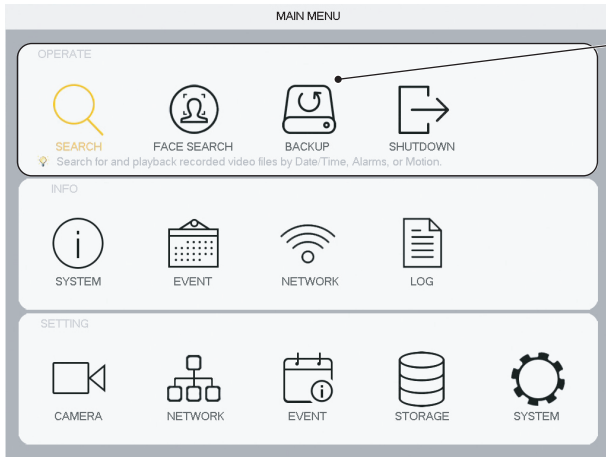 MAIN MENU
OPERATE
SEARCH FACE SEARCH BACKUP SHUTDOWN
Search for and playback recorded video files by Date/Time, Alarms, or Motion.
INFO
SYSTEM EVENT NETWORK LOG
SETTING
CAMERA NETWORK EVENT STORAGE SYSTEM